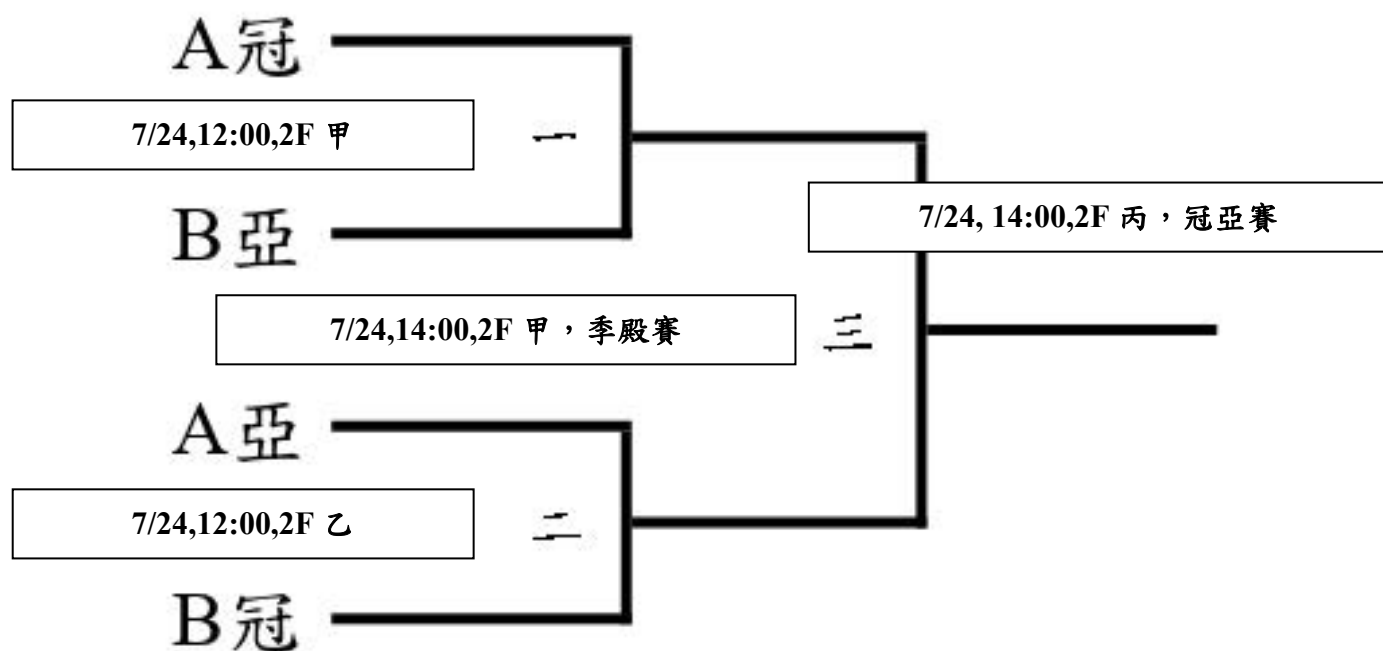 A冠
7/24,12:00,2F 甲
一
7/24, 14:00,2F 丙，冠亞賽
B亞
7/24,14:00,2F 甲，季殿賽
三
A亞
7/24,12:00,2F 乙
二
B冠